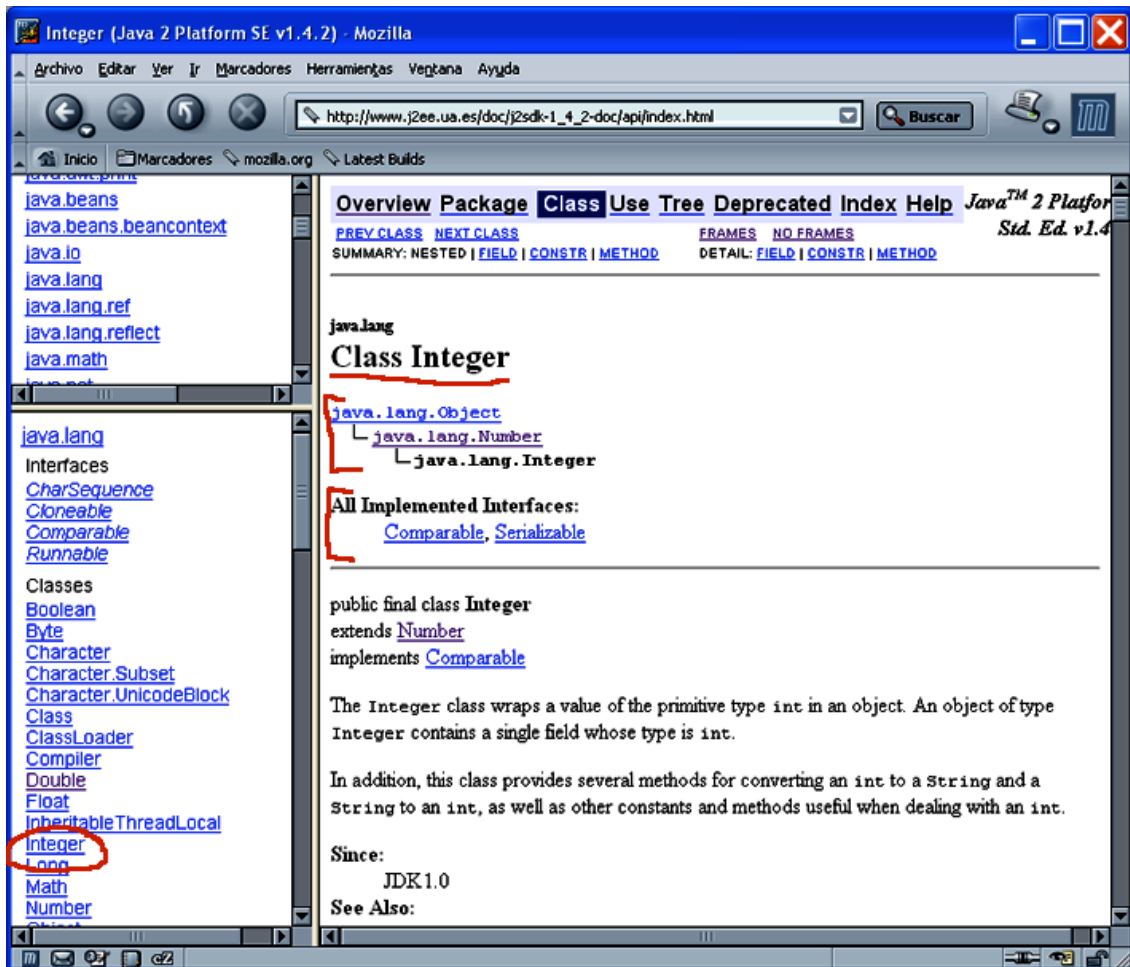 Integer (Java 2 Platform SE v1.4.2) - Mozilla
Archivo Editar Ver Ir Marcadores Herramientas Ventana Ayuda
http://www.j2ee.ua.es/doc/j2sdk-1_4_2-doc/api/index.html Buscar
Inicio Marcadores mozilla.org Latest Builds
java.awt.print
java.beans
java.beans.beancontext
java.io
java.lang
java.lang.ref
java.lang.reflect
java.math
java.net
java.lang
Interfaces
CharSequence
Cloneable
Comparable
Runnable
Classes
Boolean
Byte
Character
Character.Subset
Character.UnicodeBlock
Class
ClassLoader
Compiler
Double
Float
InheritableThreadLocal
Integer
Long
Math
Number
Object
Overview Package Class Use Tree Deprecated Index Help
Java™ 2 Platfor
Std. Ed. v1.4
PREV CLASS NEXT CLASS FRAMES NO FRAMES
SUMMARY: NESTED | FIELD | CONSTR | METHOD DETAIL: FIELD | CONSTR | METHOD
java.lang
Class Integer
java.lang.Object
java.lang.Number
java.lang.Integer
All Implemented Interfaces:
Comparable, Serializable
public final class Integer
extends Number
implements Comparable
The Integer class wraps a value of the primitive type int in an object. An object of type
Integer contains a single field whose type is int.
In addition, this class provides several methods for converting an int to a String and a
String to an int, as well as other constants and methods useful when dealing with an int.
Since:
JDK1.0
See Also: